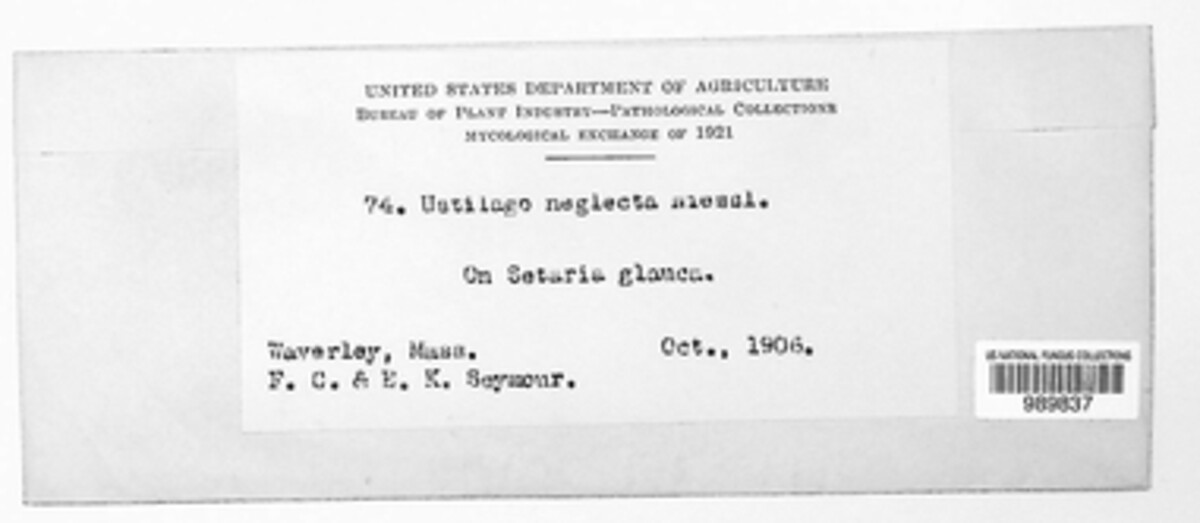 UNITED STATES DEPARTMENT OF AGRICULTURE
BUREAU OF PLANT INDUSTRY—PATHOLOGICAL COLLECTIONS
MYCOLOGICAL EXCHANGE OF 1921
74. Ustilago neglecta Niessl.
On Setaria glauca.
Waverley, Mass.
Oct., 1906.
F. C. & E. K. Seymour.
US NATIONAL FUNGUS COLLECTIONS
989837